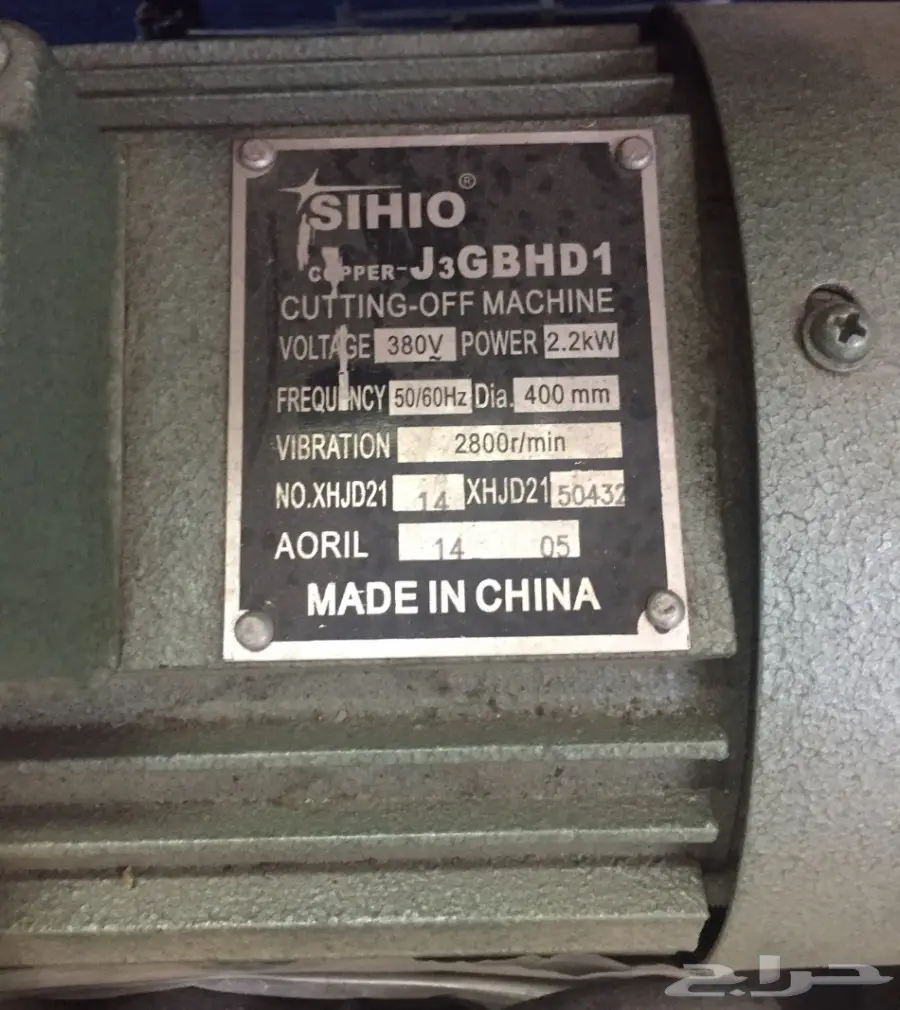 SIHIO®
COPPER-J3GBHD1
CUTTING-OFF MACHINE
VOLTAGE 380V~ POWER 2.2kW
FREQUENCY 50/60Hz Dia. 400 mm
VIBRATION 2800r/min
NO.XHJD21 14 XHJD21 50432
AORIL 14 05
MADE IN CHINA
حراج